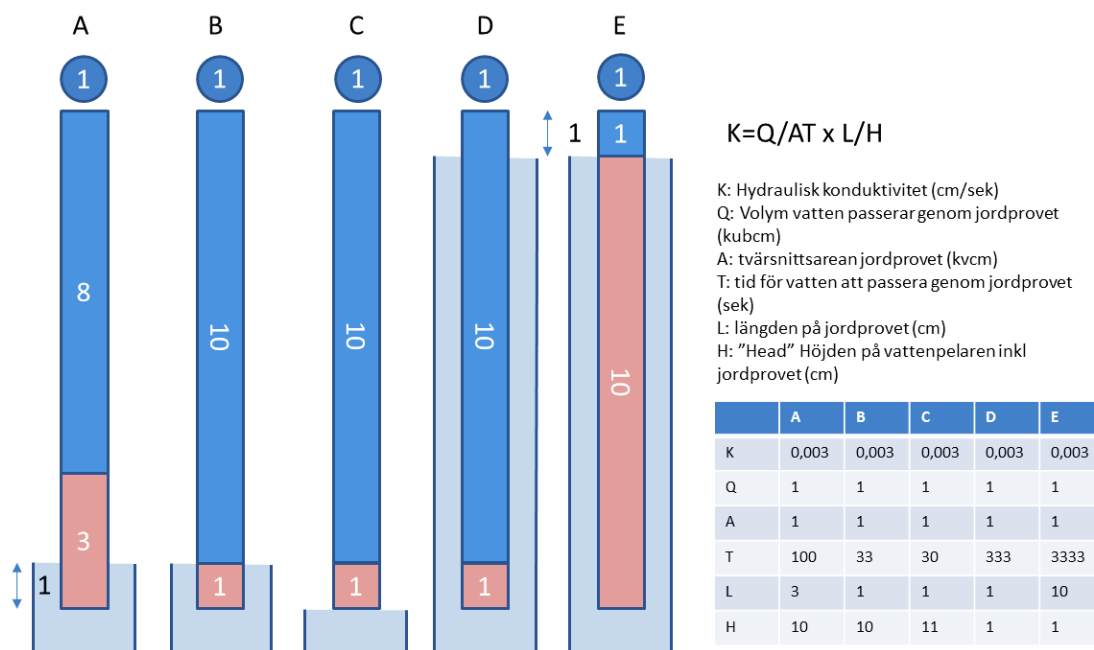 A B C D E
1 1 1 1 1
1 1
8 10 10 10
10
3
1 1 1 1
K=Q/AT x L/H
K: Hydraulisk konduktivitet (cm/sek)
Q: Volym vatten passerar genom jordprovet
(kubcm)
A: tvärsnittsarean jordprovet (kvcm)
T: tid för vatten att passera genom jordprovet
(sek)
L: längden på jordprovet (cm)
H: ”Head” Höjden på vattenpelaren inkl
jordprovet (cm)
A B C D E
K 0,003 0,003 0,003 0,003 0,003
Q 1 1 1 1 1
A 1 1 1 1 1
T 100 33 30 333 3333
L 3 1 1 1 10
H 10 10 11 1 1